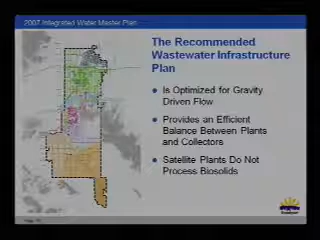 2007 Integrated Water Master Plan
The Recommended
Wastewater Infrastructure
Plan
Is Optimized for Gravity
Driven Flow
Provides an Efficient
Balance Between Plants
and Collectors
Satellite Plants Do Not
Process Biosolids